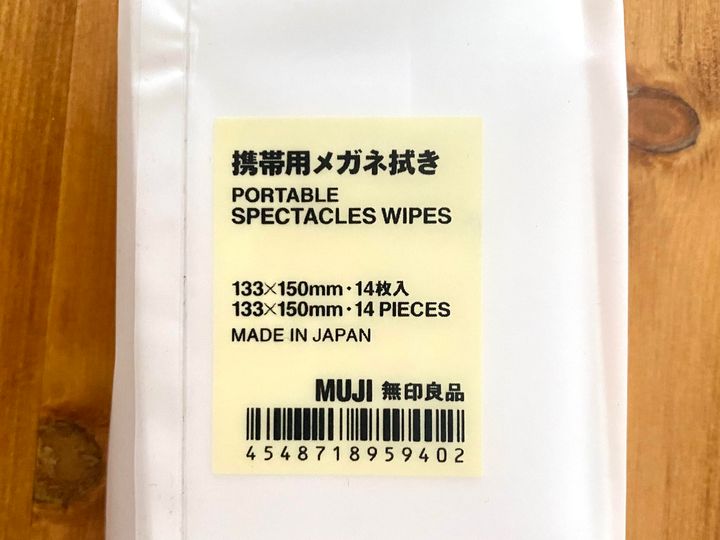 携帯用メガネ拭き
PORTABLE
SPECTACLES WIPES
133×150mm・14枚入
133×150mm・14 PIECES
MADE IN JAPAN
MUJI 無印良品
4548718959402